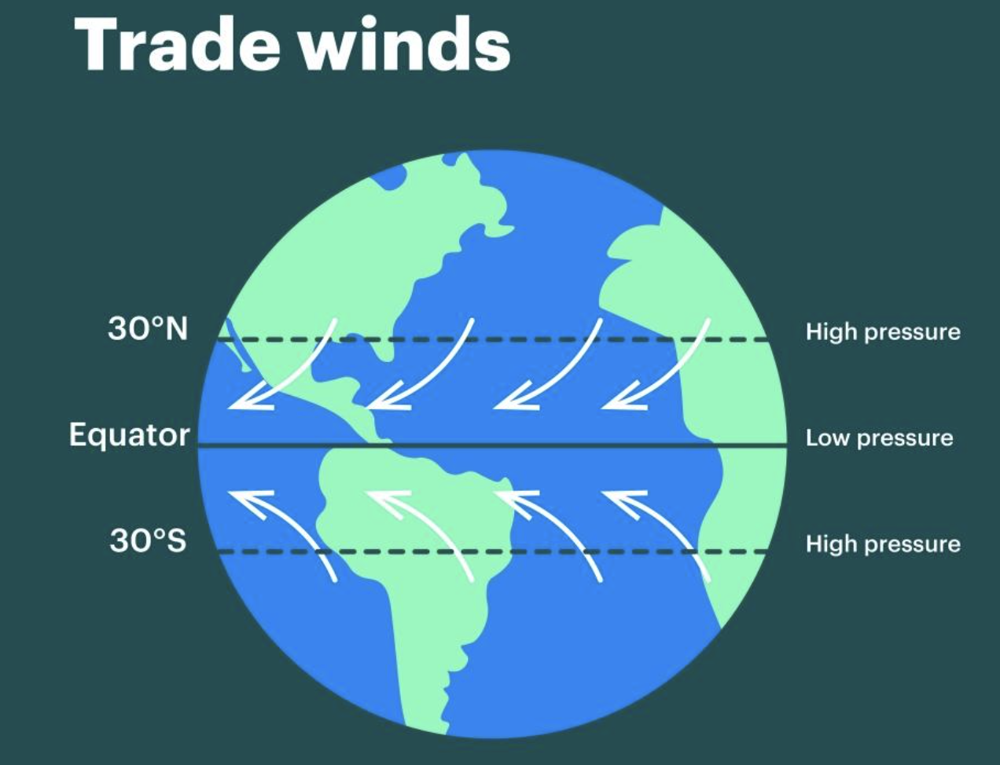 Trade winds
30°N
High pressure
Equator
Low pressure
30°S
High pressure